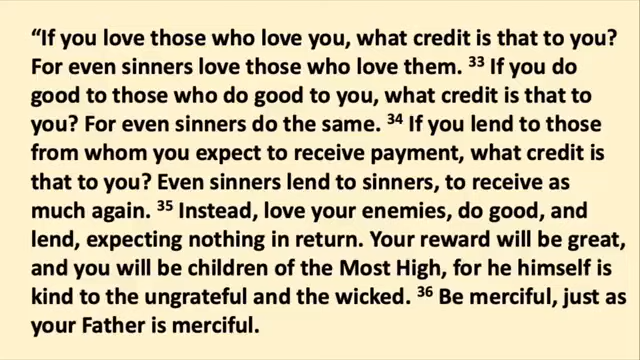 “If you love those who love you, what credit is that to you?
For even sinners love those who love them. ³³ If you do
good to those who do good to you, what credit is that to
you? For even sinners do the same. ³⁴ If you lend to those
from whom you expect to receive payment, what credit is
that to you? Even sinners lend to sinners, to receive as
much again. ³⁵ Instead, love your enemies, do good, and
lend, expecting nothing in return. Your reward will be great,
and you will be children of the Most High, for he himself is
kind to the ungrateful and the wicked. ³⁶ Be merciful, just as
your Father is merciful.